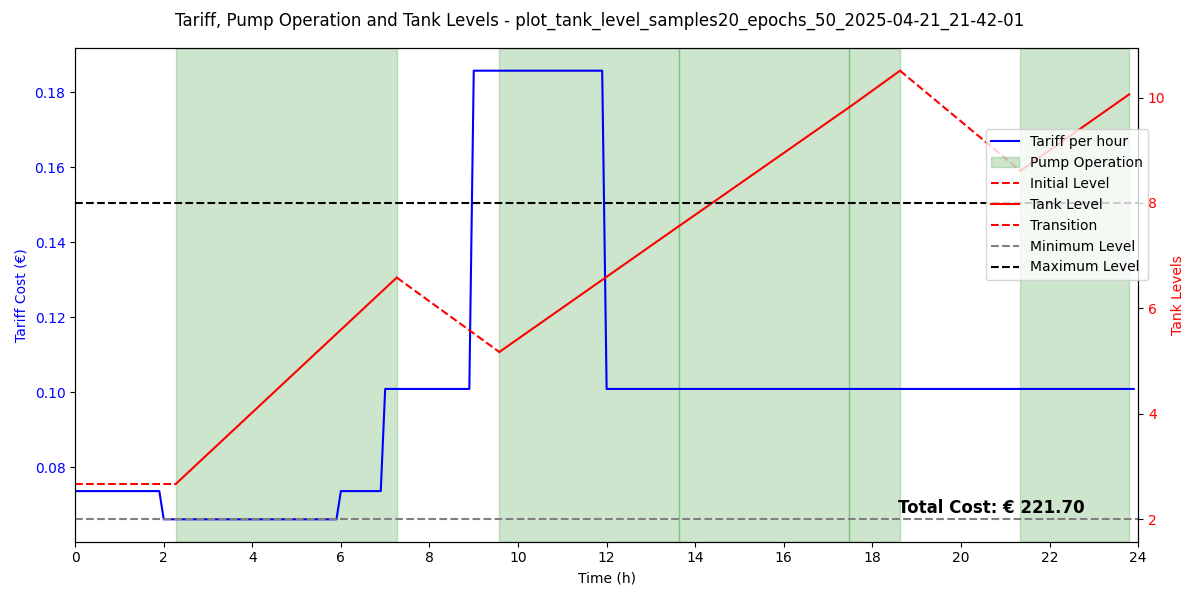 Tariff, Pump Operation and Tank Levels - plot_tank_level_samples20_epochs_50_2025-04-21_21-42-01
0.18
0.16
0.14
0.12
0.10
0.08
Tariff Cost (€)
10
8
6
4
2
Tank Levels
Tariff per hour
Pump Operation
Initial Level
Tank Level
Transition
Minimum Level
Maximum Level
Total Cost: € 221.70
0 2 4 6 8 10 12 14 16 18 20 22 24
Time (h)